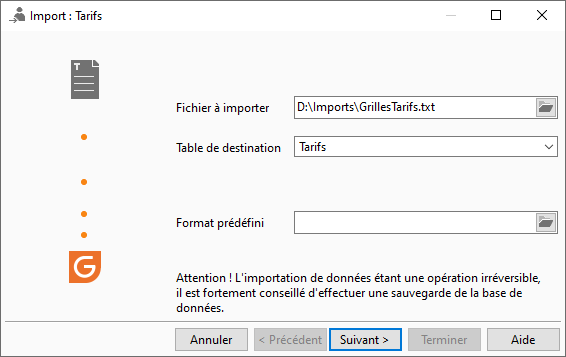 Import : Tarifs
T
Fichier à importer
D:\Imports\GrillesTarifs.txt
Table de destination
Tarifs
Format prédéfini
G
Attention ! L'importation de données étant une opération irréversible,
il est fortement conseillé d'effectuer une sauvegarde de la base de
données.
Annuler
< Précédent
Suivant >
Terminer
Aide